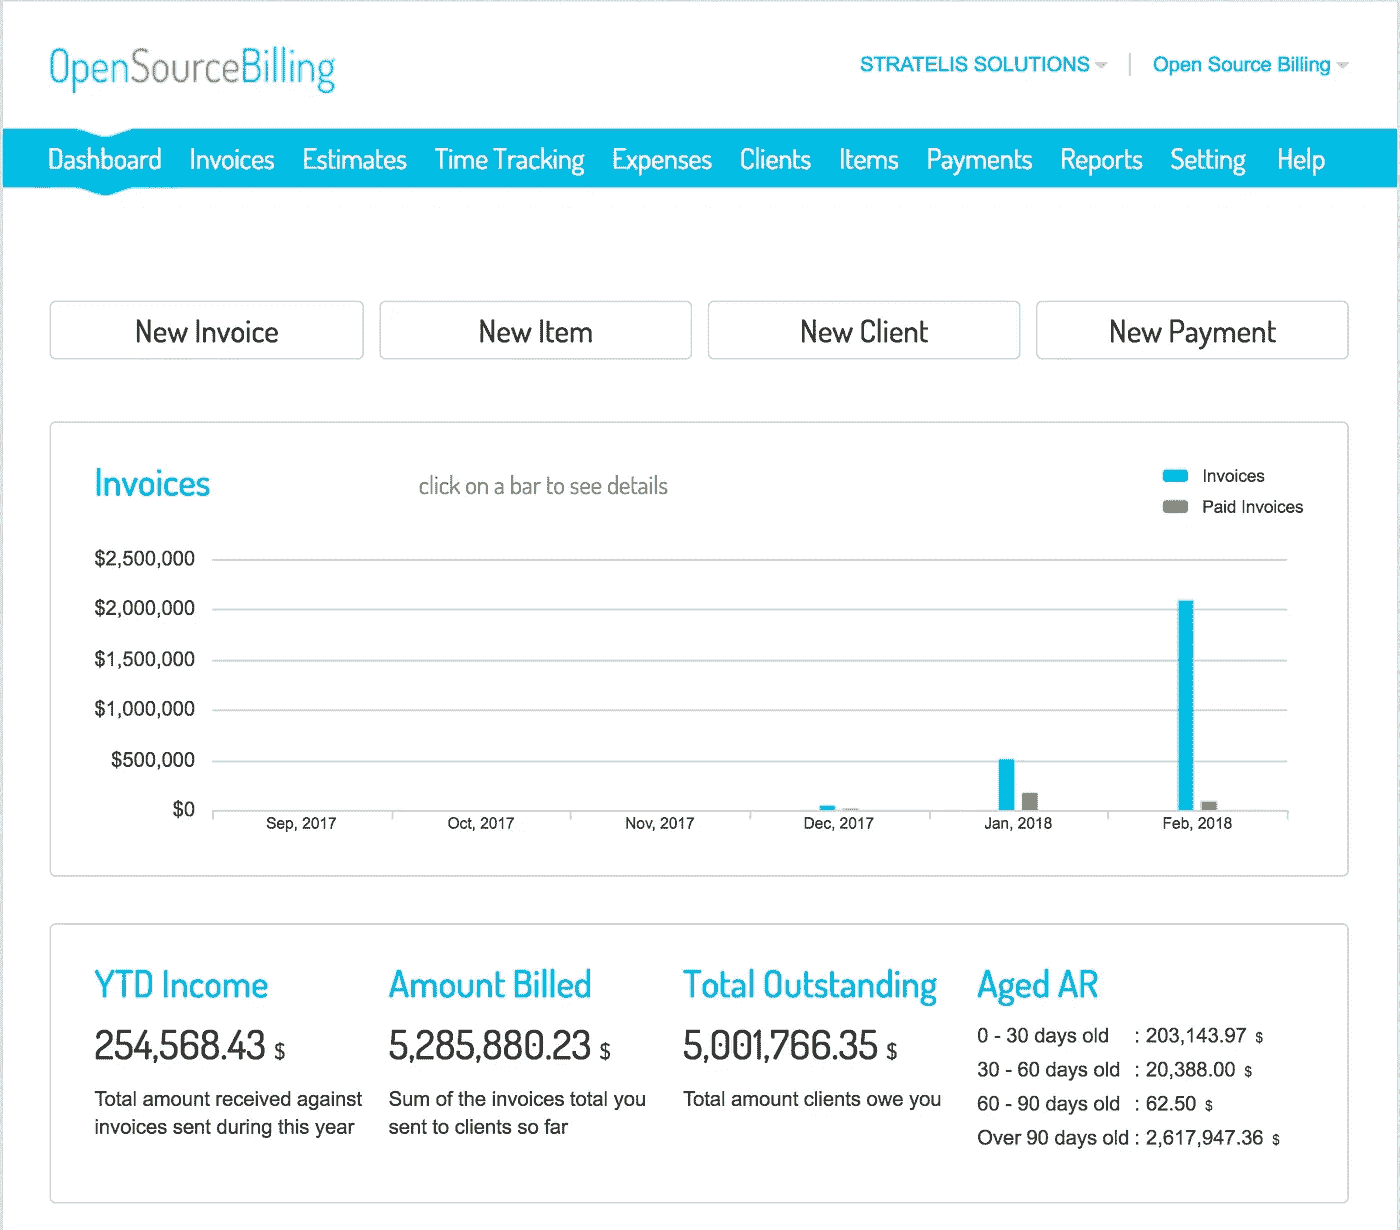 OpenSourceBilling
STRATELIS SOLUTIONS
Open Source Billing
Dashboard Invoices Estimates Time Tracking Expenses Clients Items Payments Reports Setting Help
New Invoice New Item New Client New Payment
Invoices
click on a bar to see details
Invoices
Paid Invoices
$2,500,000
$2,000,000
$1,500,000
$1,000,000
$500,000
$0
Sep, 2017 Oct, 2017 Nov, 2017 Dec, 2017 Jan, 2018 Feb, 2018
YTD Income
254,568.43 $
Total amount received against
invoices sent during this year
Amount Billed
5,285,880.23 $
Sum of the invoices total you
sent to clients so far
Total Outstanding
5,001,766.35 $
Total amount clients owe you
Aged AR
0 - 30 days old : 203,143.97 $
30 - 60 days old : 20,388.00 $
60 - 90 days old : 62.50 $
Over 90 days old : 2,617,947.36 $